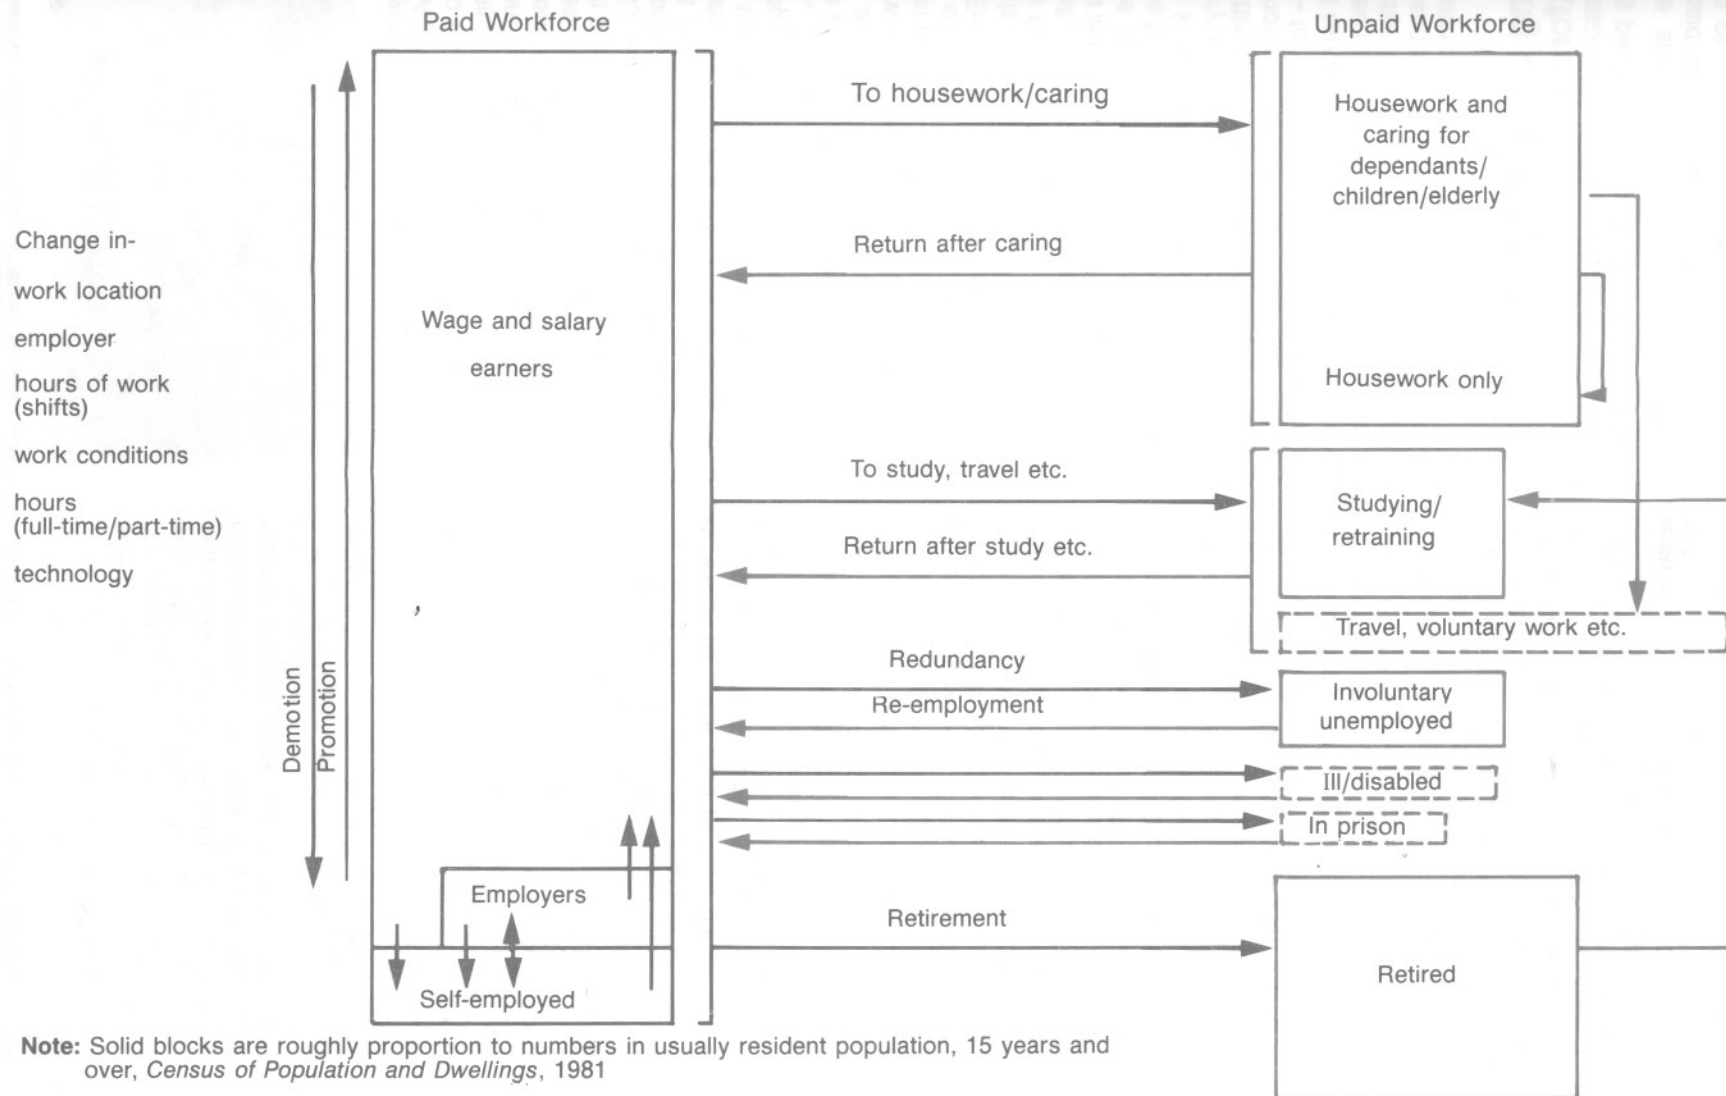 Paid Workforce
Unpaid Workforce
To housework/caring
Housework and
caring for
dependants/
children/elderly
Change in-
Return after caring
work location
Wage and salary
earners
employer
hours of work
(shifts)
Housework only
work conditions
To study, travel etc.
hours
(full-time/part-time)
Studying/
retraining
Return after study etc.
technology
Travel, voluntary work etc.
Demotion
Promotion
Redundancy
Re-employment
Involuntary
unemployed
Ill/disabled
In prison
Employers
Retirement
Retired
Self-employed
Note: Solid blocks are roughly proportion to numbers in usually resident population, 15 years and
over, Census of Population and Dwellings, 1981